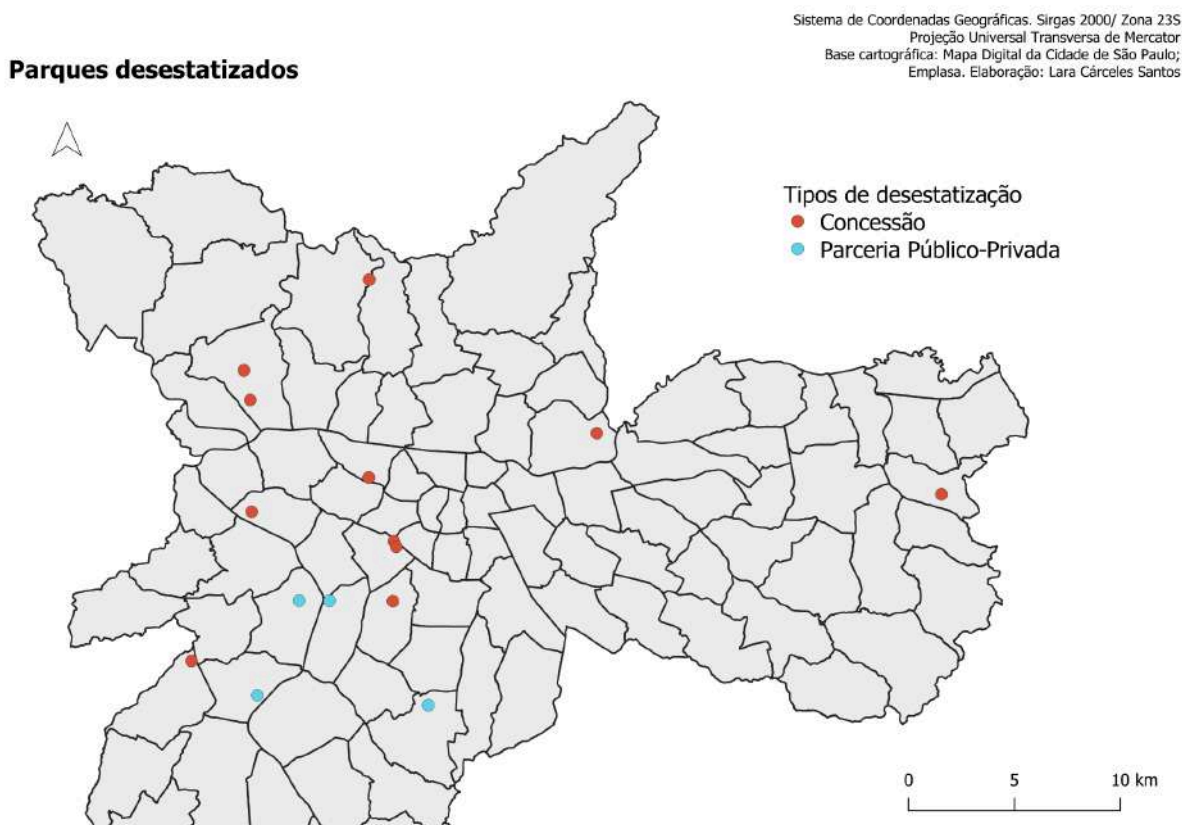 Sistema de Coordenadas Geográficas. Sirgas 2000/ Zona 23S
Projeção Universal Transversa de Mercator
Base cartográfica: Mapa Digital da Cidade de São Paulo;
Emplasa. Elaboração: Lara Cárceles Santos
Parques desestatizados
Tipos de desestatização
Concessão
Parceria Público-Privada
0 5 10 km